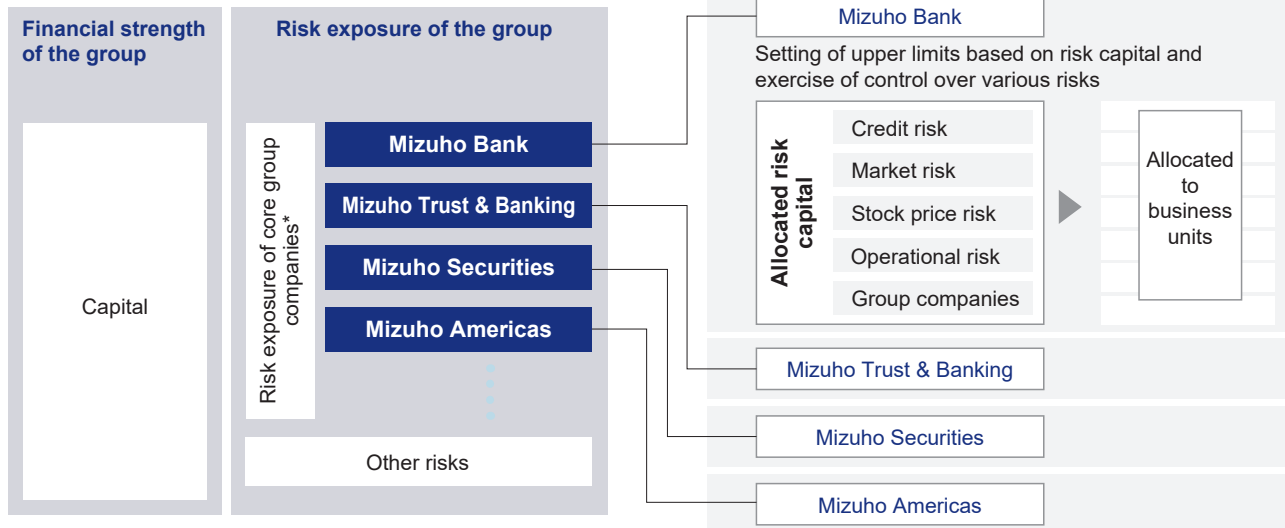 Financial strength
of the group
Capital
Risk exposure of the group
Risk exposure of core group
companies*
Mizuho Bank
Mizuho Trust & Banking
Mizuho Securities
Mizuho Americas
Other risks
Mizuho Bank
Setting of upper limits based on risk capital and
exercise of control over various risks
Allocated risk
capital
Credit risk
Market risk
Stock price risk
Operational risk
Group companies
Allocated
to
business
units
Mizuho Trust & Banking
Mizuho Securities
Mizuho Americas